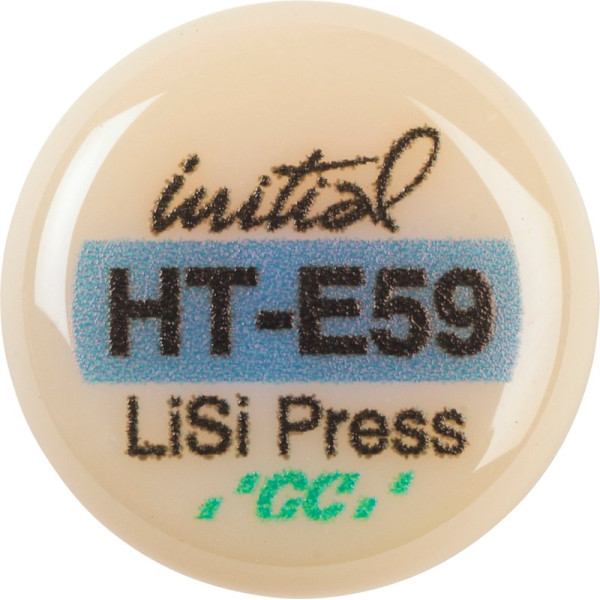 initial
HT-E59
LiSi Press
GC